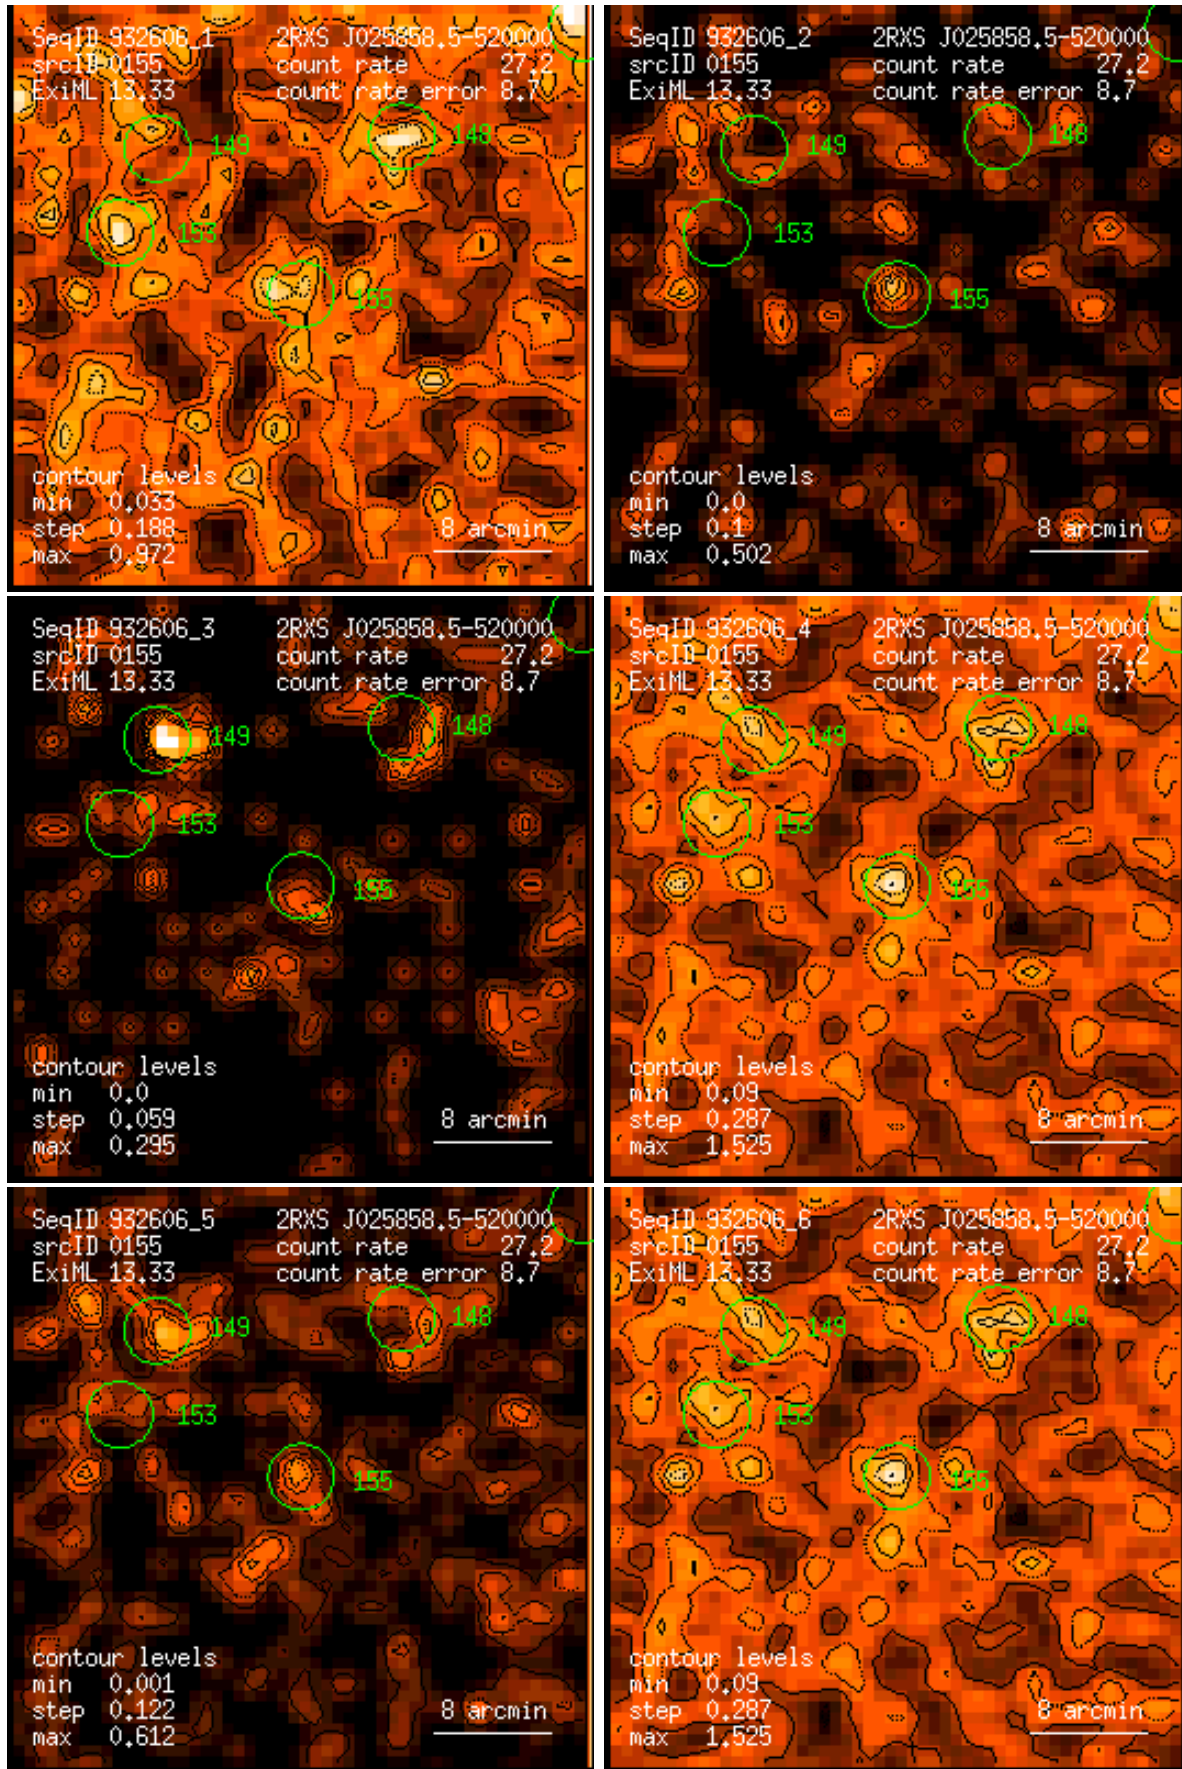 SeqID 932606_1 2RXS J025858.5-520000
srcID 0155 count rate 27.2
ExiML 13.33 count rate error 8.7
149
148
153
155
contour levels
min 0.033
step 0.188 8 arcmin
max 0.972
SeqID 932606_2 2RXS J025858.5-520000
srcID 0155 count rate 27.2
ExiML 13.33 count rate error 8.7
149
148
153
155
contour levels
min 0.0
step 0.1 8 arcmin
max 0.502
SeqID 932606_3 2RXS J025858.5-520000
srcID 0155 count rate 27.2
ExiML 13.33 count rate error 8.7
149
148
153
155
contour levels
min 0.0
step 0.059 8 arcmin
max 0.295
SeqID 932606_4 2RXS J025858.5-520000
srcID 0155 count rate 27.2
ExiML 13.33 count rate error 8.7
149
148
153
155
contour levels
min 0.09
step 0.287 8 arcmin
max 1.525
SeqID 932606_5 2RXS J025858.5-520000
srcID 0155 count rate 27.2
ExiML 13.33 count rate error 8.7
149
148
153
155
contour levels
min 0.001
step 0.122 8 arcmin
max 0.612
SeqID 932606_6 2RXS J025858.5-520000
srcID 0155 count rate 27.2
ExiML 13.33 count rate error 8.7
149
148
153
155
contour levels
min 0.09
step 0.287 8 arcmin
max 1.525